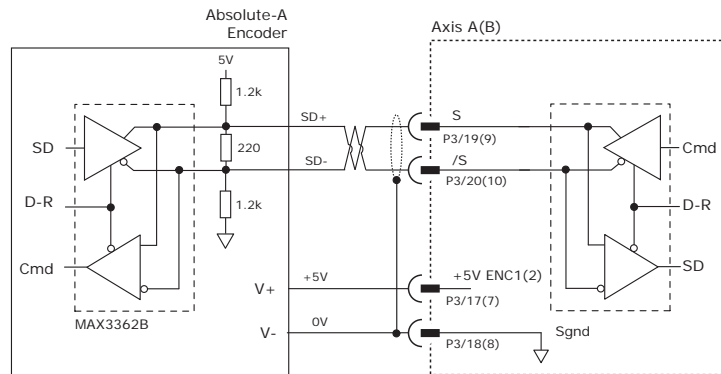 Absolute-A
Encoder
Axis A(B)
5V
1.2k
SD+
S
P3/19(9)
SD
220
Cmd
SD-
/S
P3/20(10)
D-R
1.2k
D-R
Cmd
SD
+5V
+5V ENC1(2)
V+
P3/17(7)
MAX3362B
0V
Sgnd
V-
P3/18(8)